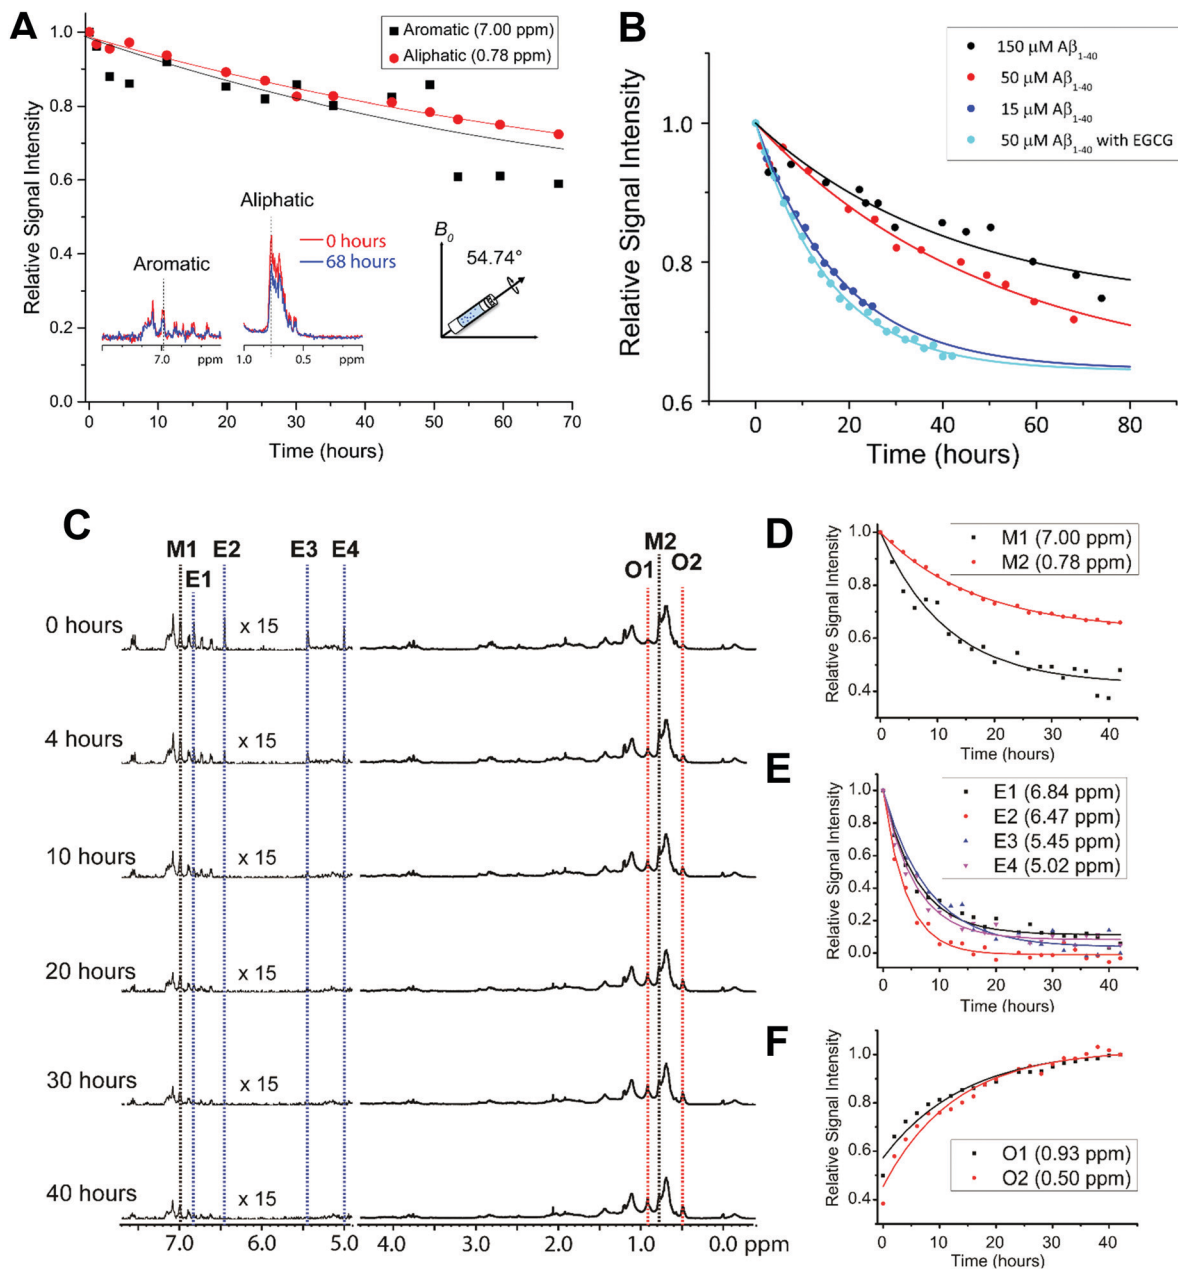 A
Relative Signal Intensity
1.0
0.8
0.6
0.4
0.2
0.0
Aromatic (7.00 ppm)
Aliphatic (0.78 ppm)
Aliphatic
0 hours
68 hours
Aromatic
7.0
ppm
1.0
0.5
ppm
B₀
54.74°
0
10
20
30
40
50
60
70
Time (hours)
B
Relative Signal Intensity
1.0
0.8
0.6
150 μM Aβ₁₋₄₀
50 μM Aβ₁₋₄₀
15 μM Aβ₁₋₄₀
50 μM Aβ₁₋₄₀ with EGCG
0
20
40
60
80
Time (hours)
C
M1
E1
E2
E3
E4
O1
M2
O2
0 hours
x 15
4 hours
x 15
10 hours
x 15
20 hours
x 15
30 hours
x 15
40 hours
x 15
7.0
6.0
5.0
4.0
3.0
2.0
1.0
0.0
ppm
D
Relative Signal Intensity
1.0
0.8
0.6
0.4
M1 (7.00 ppm)
M2 (0.78 ppm)
0
10
20
30
40
Time (hours)
E
Relative Signal Intensity
1.0
0.8
0.6
0.4
0.2
0.0
E1 (6.84 ppm)
E2 (6.47 ppm)
E3 (5.45 ppm)
E4 (5.02 ppm)
0
10
20
30
40
Time (hours)
F
Relative Signal Intensity
1.0
0.8
0.6
0.4
O1 (0.93 ppm)
O2 (0.50 ppm)
0
10
20
30
40
Time (hours)